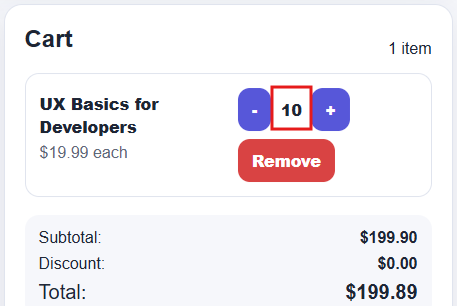 Cart
1 item
UX Basics for
Developers
$19.99 each
- 10 +
Remove
Subtotal: $199.90
Discount: $0.00
Total: $199.89